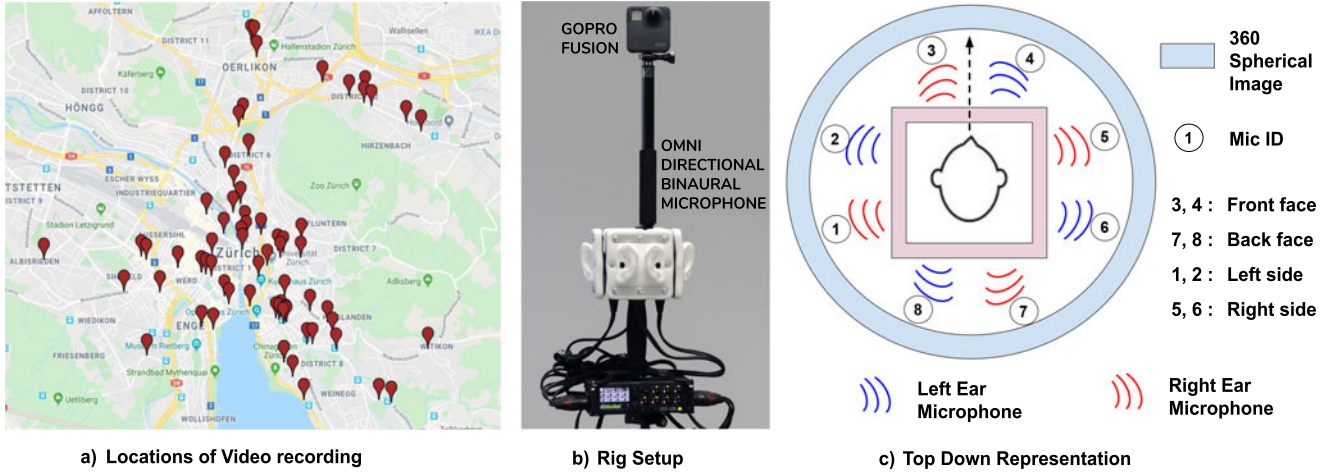 AFFOLTERN
DISTRICT 11
Wallisellen
IKEA Di
Hallenstadion Zürich
OERLIKON
Käferberg
DISTRICT 10
HÖNGG
HIRZENBACH
DISTRICT 6
ESCHER WYSS
INDUSTRIEQUARTIER
Zoo Zürich
TSTETTEN
DISTRICT 9
Stadion Letzigrund
FLUNTERN
AUSSERSIHL
DISTRICT 7
ALBISRIEDEN
Zürich
DISTRICT 1
Adlisberg
WERD
WIEDIKON
ENGE
WITIKON
FRIESENBERG
Museum Rietberg
Strandbad Mythenquai
DISTRICT 8
WEINEGG
Uetliberg
WOLLISHOFEN
a) Locations of Video recording
GOPRO
FUSION
OMNI
DIRECTIONAL
BINAURAL
MICROPHONE
b) Rig Setup
3
4
2
5
1
6
8
7
360
Spherical
Image
1
Mic ID
3, 4 : Front face
7, 8 : Back face
1, 2 : Left side
5, 6 : Right side
Left Ear
Microphone
Right Ear
Microphone
c) Top Down Representation